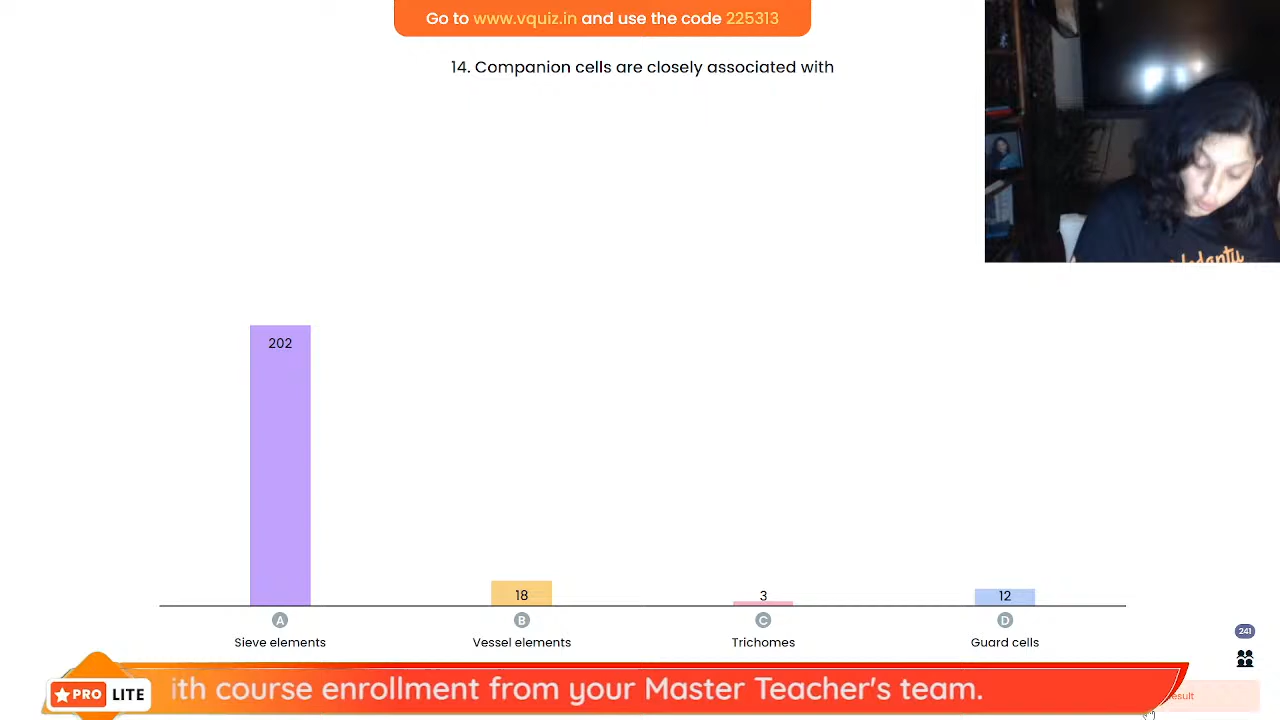 Go to www.vquiz.in and use the code 225313
14. Companion cells are closely associated with
202
18
3
12
A
B
C
D
Sieve elements
Vessel elements
Trichomes
Guard cells
241
PRO LITE
ith course enrollment from your Master Teacher's team.